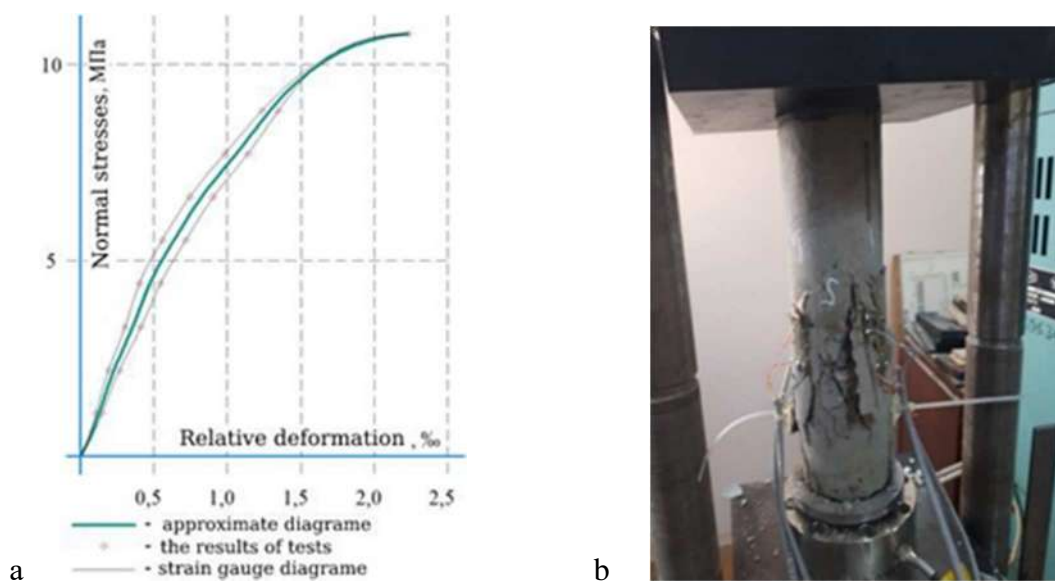 Normal stresses, МПа
10
5
Relative deformation , ‰
0,5 1,0 1,5 2,0 2,5
- approximate diagrame
- the results of tests
- strain gauge diagrame
a
b
5